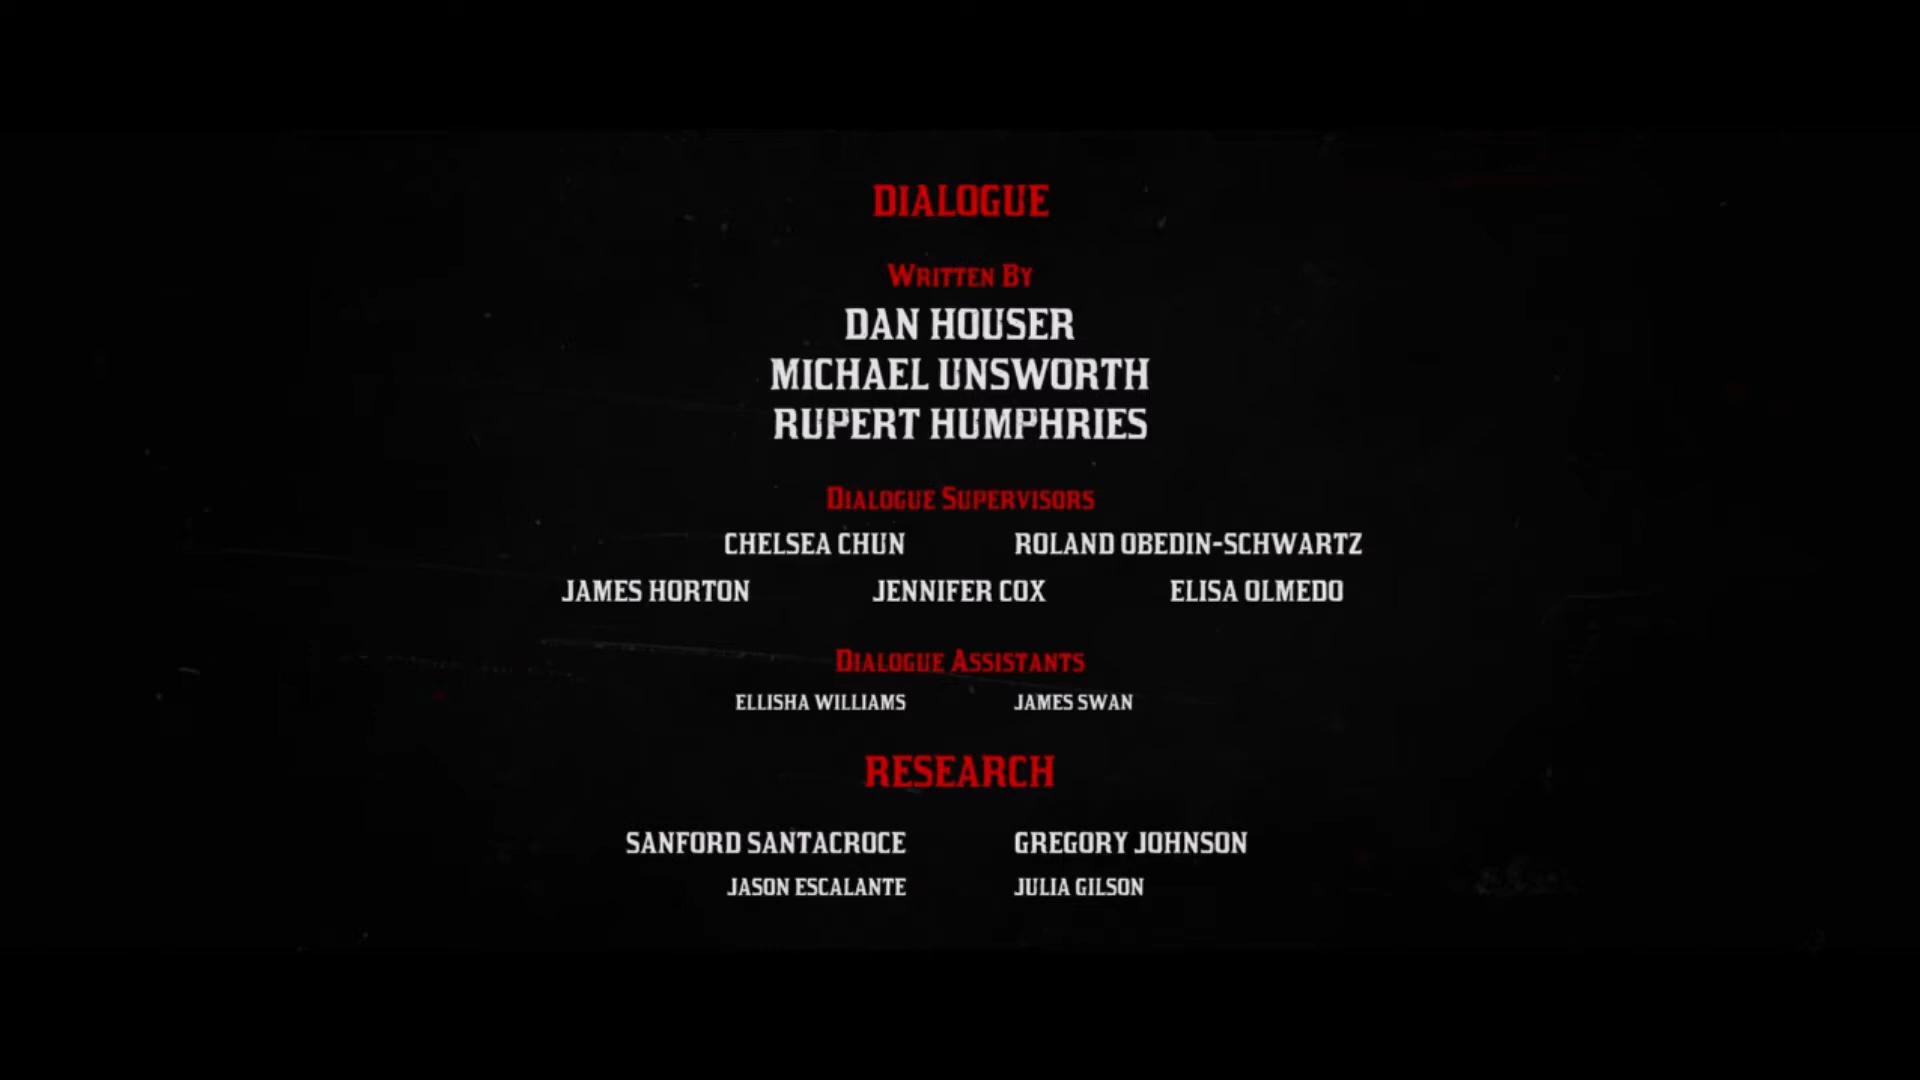 DIALOGUE
WRITTEN BY
DAN HOUSER
MICHAEL UNSWORTH
RUPERT HUMPHRIES
DIALOGUE SUPERVISORS
CHELSEA CHUN ROLAND OBEDIN-SCHWARTZ
JAMES HORTON JENNIFER COX ELISA OLMEDO
DIALOGUE ASSISTANTS
ELLISHA WILLIAMS JAMES SWAN
RESEARCH
SANFORD SANTACROCE GREGORY JOHNSON
JASON ESCALANTE JULIA GILSON